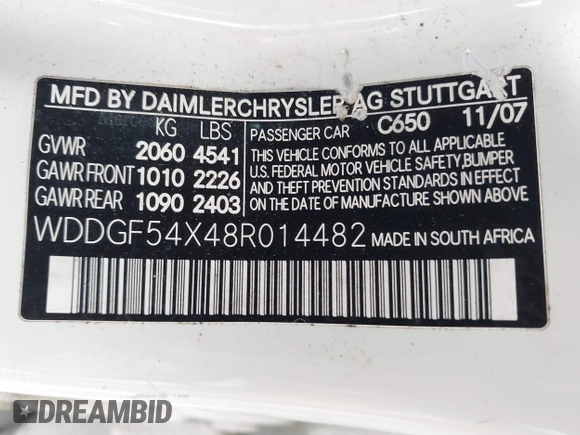 MFD BY DAIMLERCHRYSLER AG STUTTGART
KG LBS
GVWR 2060 4541
GAWR FRONT 1010 2226
GAWR REAR 1090 2403
PASSENGER CAR C650 11/07
THIS VEHICLE CONFORMS TO ALL APPLICABLE
U.S. FEDERAL MOTOR VEHICLE SAFETY,BUMPER
AND THEFT PREVENTION STANDARDS IN EFFECT
ON THE DATE OF MANUFACTURE SHOWN ABOVE.
WDDGF54X48R014482 MADE IN SOUTH AFRICA
DREAMBID